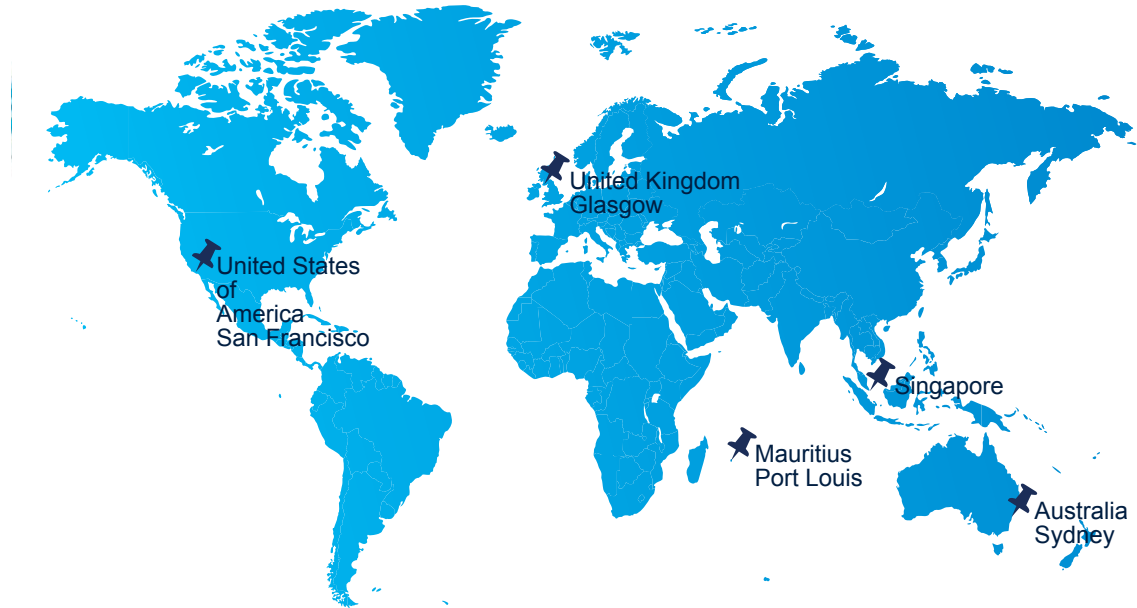 United Kingdom
Glasgow
United States
of
America
San Francisco
Singapore
Mauritius
Port Louis
Australia
Sydney